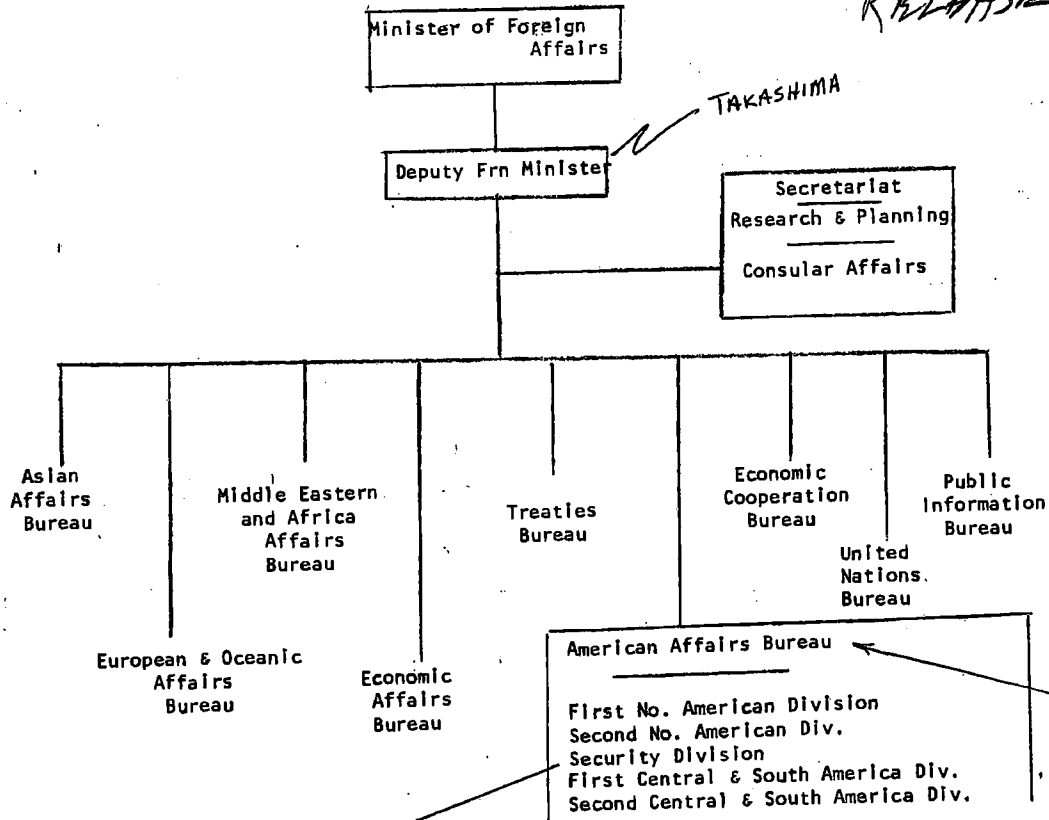 Minister of Foreign
Affairs
TAKASHIMA
Deputy Frn Minister
Secretariat
Research & Planning
Consular Affairs
Asian
Affairs
Bureau
European & Oceanic
Affairs
Bureau
Middle Eastern
and Africa
Affairs
Bureau
Economic
Affairs
Bureau
Treaties
Bureau
American Affairs Bureau
First No. American Division
Second No. American Div.
Security Division
First Central & South America Div.
Second Central & South America Div.
Economic
Cooperation
Bureau
United
Nations
Bureau
Public
Information
Bureau